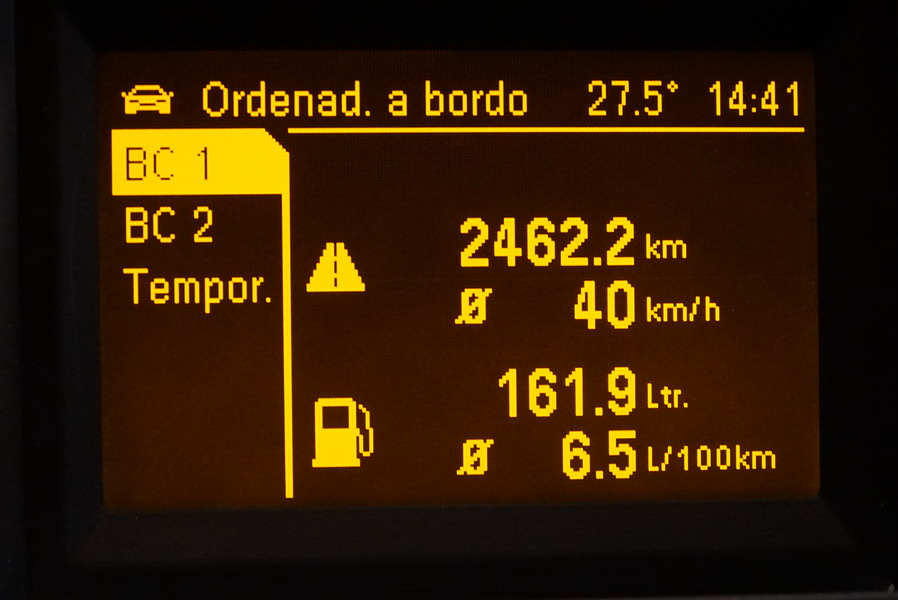 Ordenad. a bordo 27.5° 14:41
BC 1
BC 2
Tempor.
2462.2 km
Ø 40 km/h
161.9 Ltr.
Ø 6.5 L/100km